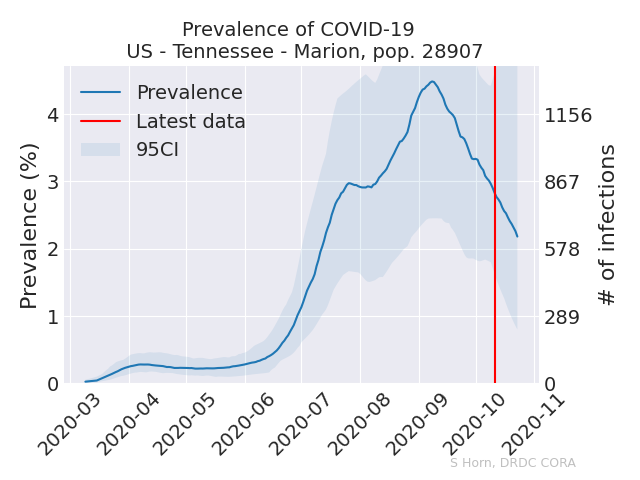 Prevalence of COVID-19
US - Tennessee - Marion, pop. 28907
Prevalence
Latest data
95CI
Prevalence (%)
4
3
2
1
0
1156
867
578
289
0
# of infections
2020-03
2020-04
2020-05
2020-06
2020-07
2020-08
2020-09
2020-10
2020-11
S Horn, DRDC CORA